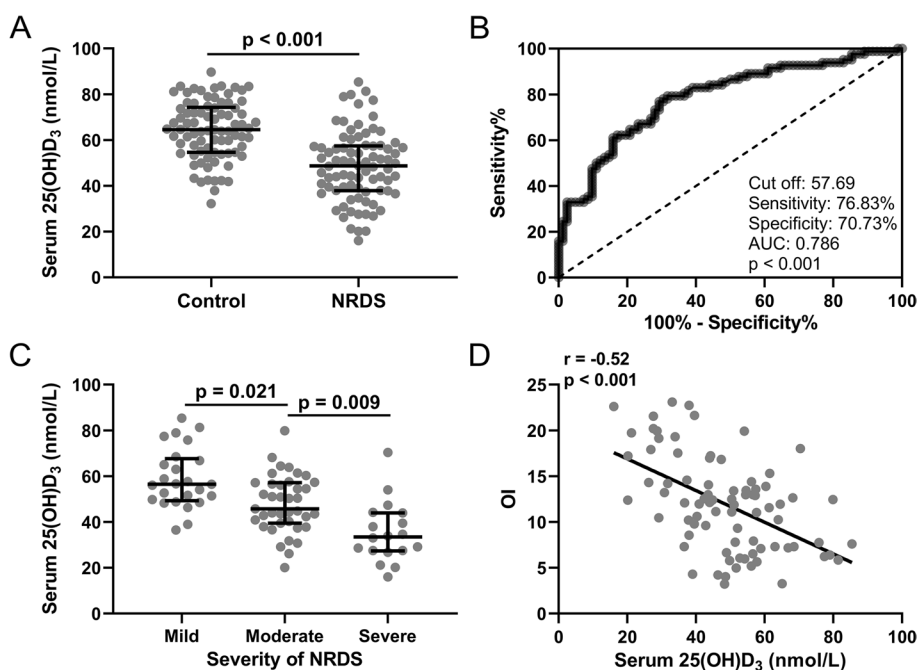 A
p < 0.001
Serum 25(OH)D₃ (nmol/L)
100
80
60
40
20
0
Control NRDS
B
Sensitivity%
100
80
60
40
20
0
Cut off: 57.69
Sensitivity: 76.83%
Specificity: 70.73%
AUC: 0.786
p < 0.001
0 20 40 60 80 100
100% - Specificity%
C
Serum 25(OH)D₃ (nmol/L)
100
80
60
40
20
0
p = 0.021
p = 0.009
Mild Moderate Severe
Severity of NRDS
D
r = -0.52
p < 0.001
OI
25
20
15
10
5
0
0 20 40 60 80 100
Serum 25(OH)D₃ (nmol/L)